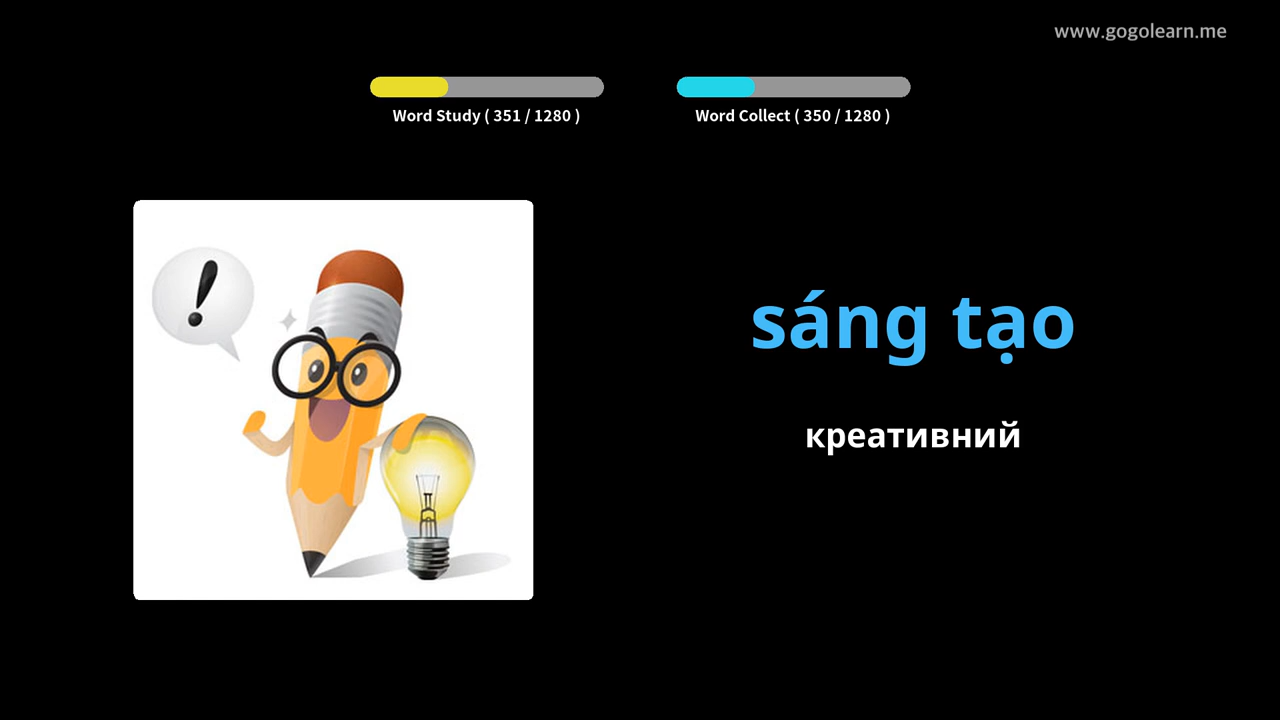 www.gogolearn.me
Word Study ( 351 / 1280 )
Word Collect ( 350 / 1280 )
!
sáng tạo
креативний